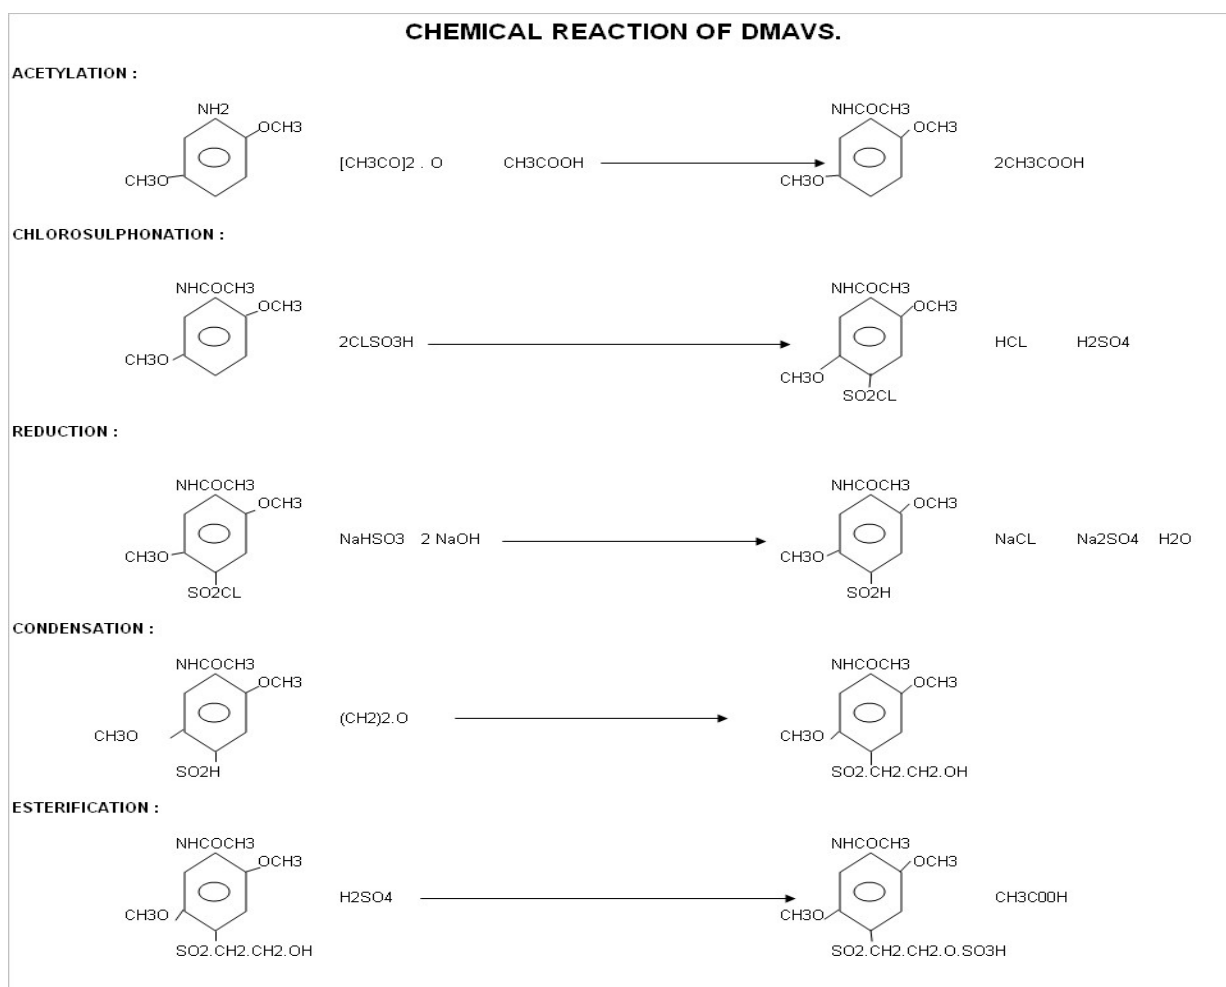 CHEMICAL REACTION OF DMAVS.
ACETYLATION :
NH2 NHCOCH3
OCH3 OCH3
[CH3CO]2 . O CH3COOH 2CH3COOH
CH3O CH3O
CHLOROSULPHONATION :
NHCOCH3 NHCOCH3
OCH3 OCH3
2CLSO3H HCL H2SO4
CH3O
CH3O
SO2CL
REDUCTION :
NHCOCH3 NHCOCH3
OCH3 OCH3
NaHSO3 2 NaOH NaCL Na2SO4 H2O
CH3O CH3O
SO2CL SO2H
CONDENSATION :
NHCOCH3 NHCOCH3
OCH3 OCH3
(CH2)2.O
CH3O CH3O
SO2H SO2.CH2.CH2.OH
ESTERIFICATION :
NHCOCH3 NHCOCH3
OCH3 OCH3
H2SO4 CH3C00H
CH3O CH3O
SO2.CH2.CH2.OH SO2.CH2.CH2.O.SO3H